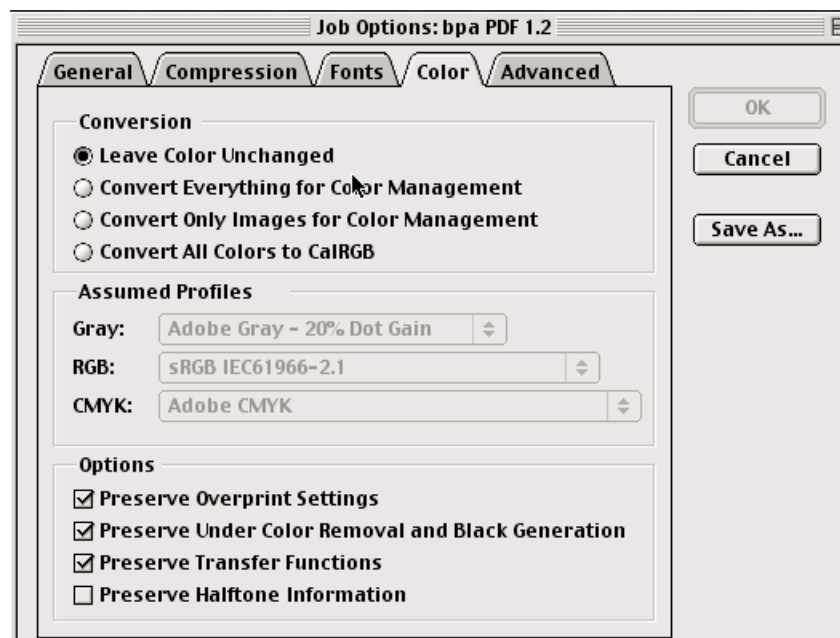 Job Options: bpa PDF 1.2
General Compression Fonts Color Advanced
OK
Cancel
Save As...
Conversion
Leave Color Unchanged
Convert Everything for Color Management
Convert Only Images for Color Management
Convert All Colors to CalRGB
Assumed Profiles
Gray: Adobe Gray - 20% Dot Gain
RGB: sRGB IEC61966-2.1
CMYK: Adobe CMYK
Options
Preserve Overprint Settings
Preserve Under Color Removal and Black Generation
Preserve Transfer Functions
Preserve Halftone Information